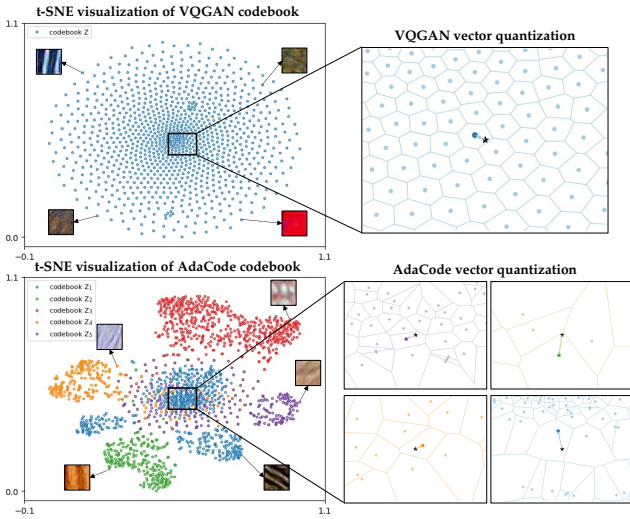 t-SNE visualization of VQGAN codebook
1.1
codebook Z
0.0
−0.1
1.1
VQGAN vector quantization
t-SNE visualization of AdaCode codebook
1.1
codebook Z₁
codebook Z₂
codebook Z₃
codebook Z₄
codebook Z₅
0.0
−0.1
1.1
AdaCode vector quantization